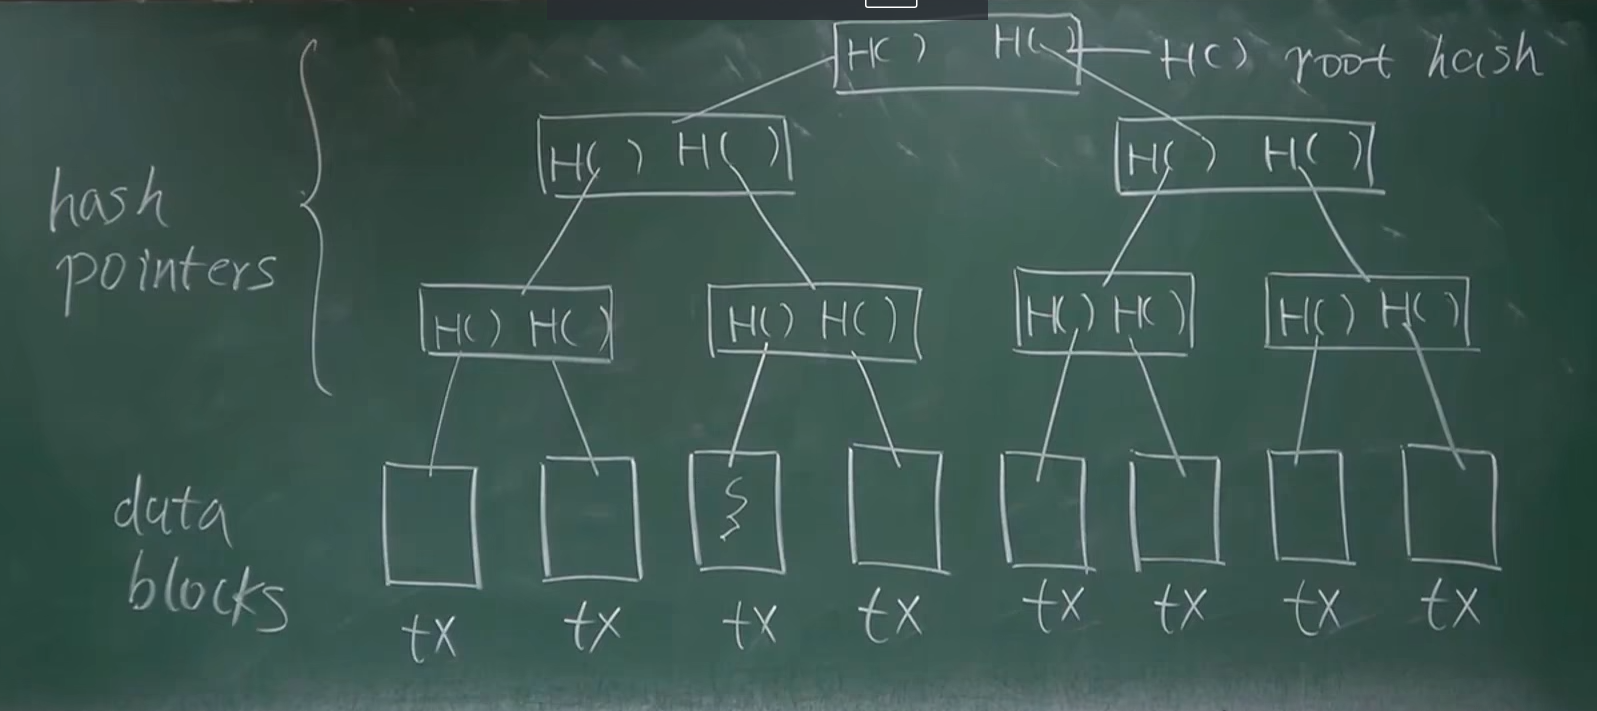 H( ) H( ) H( ) root hash
H( ) H( ) H( ) H( )
hash
pointers
H( ) H( ) H( ) H( ) H( ) H( ) H( ) H( )
data
blocks
tx tx tx tx tx tx tx tx